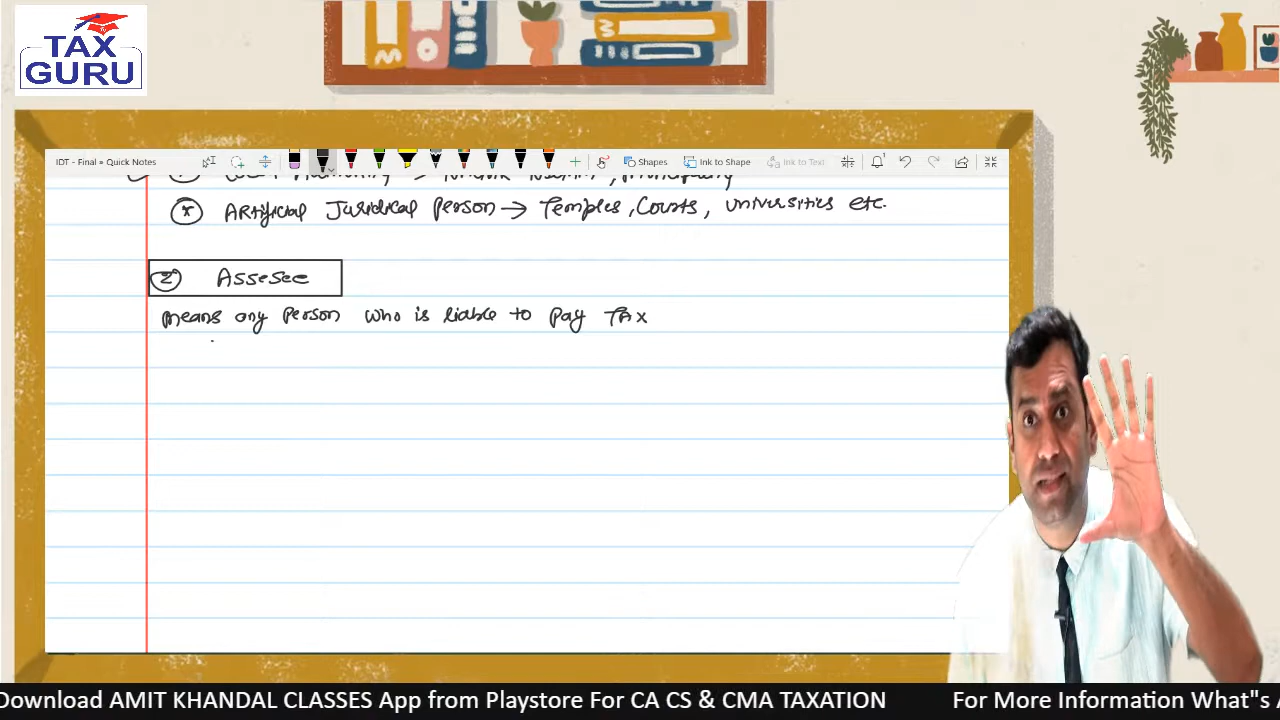 TAX
GURU
IDT - Final » Quick Notes
Shapes
Ink to Shape
Ink to Text
Artificial Juridical Person → Temples, Courts, universities etc.
2 Assesee
means any Person who is liable to pay TAX
Download AMIT KHANDAL CLASSES App from Playstore For CA CS & CMA TAXATION
For More Information What"s A